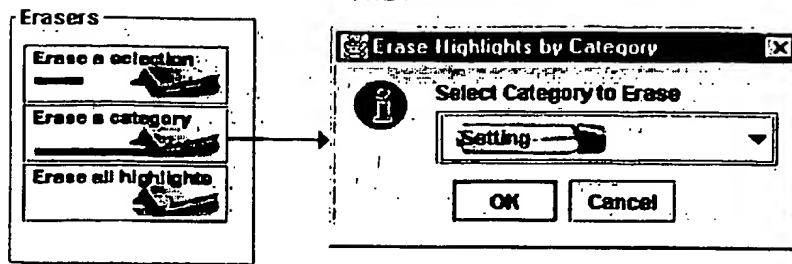 Erasers
Erase a selection
Erase a category
Erase all highlights
Erase Highlights by Category
Select Category to Erase
Setting
OK
Cancel